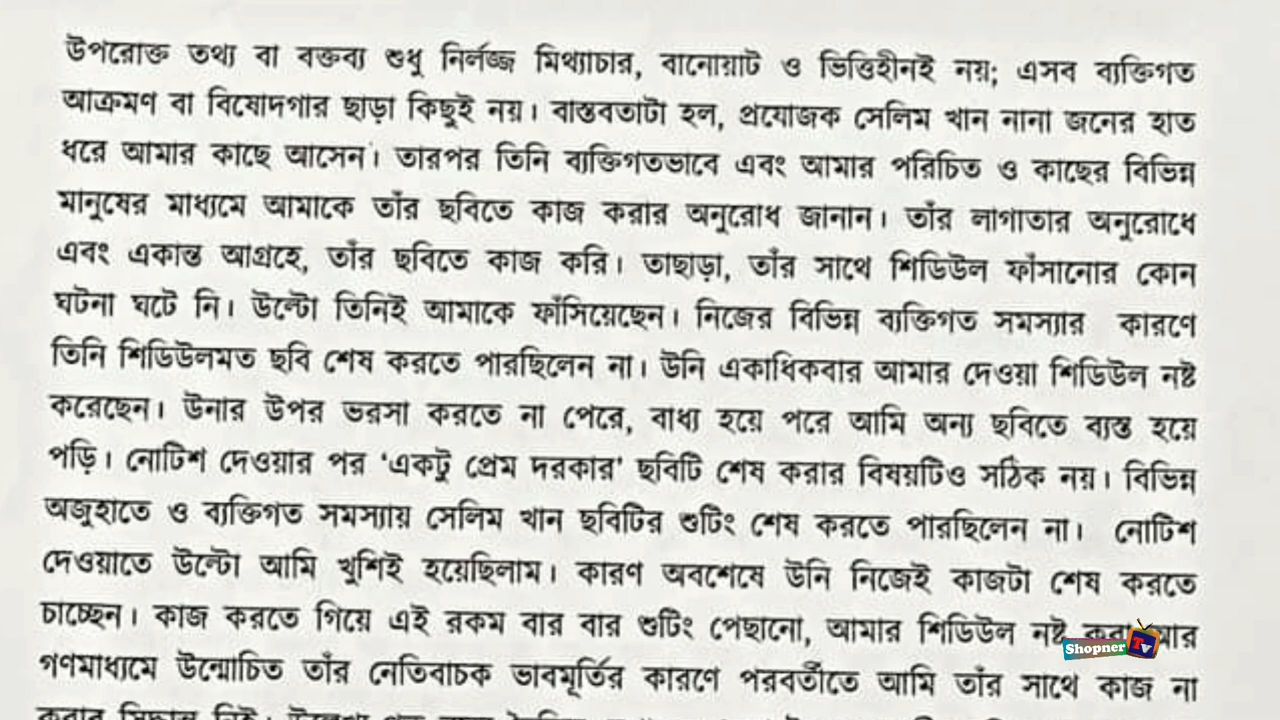 উপরোক্ত তথ্য বা বক্তব্য শুধু নির্লজ্জ মিথ্যাচার, বানোয়াট ও ভিত্তিহীনই নয়; এসব ব্যক্তিগত
আক্রমণ বা বিষোদগার ছাড়া কিছুই নয়। বাস্তবতাটা হল, প্রযোজক সেলিম খান নানা জনের হাত
ধরে আমার কাছে আসেন। তারপর তিনি ব্যক্তিগতভাবে এবং আমার পরিচিত ও কাছের বিভিন্ন
মানুষের মাধ্যমে আমাকে তাঁর ছবিতে কাজ করার অনুরোধ জানান। তাঁর লাগাতার অনুরোধে
এবং একান্ত আগ্রহে, তাঁর ছবিতে কাজ করি। তাছাড়া, তাঁর সাথে শিডিউল ফাঁসানোর কোন
ঘটনা ঘটে নি। উল্টো তিনিই আমাকে ফাঁসিয়েছেন। নিজের বিভিন্ন ব্যক্তিগত সমস্যার কারণে
তিনি শিডিউলমত ছবি শেষ করতে পারছিলেন না। উনি একাধিকবার আমার দেওয়া শিডিউল নষ্ট
করেছেন। উনার উপর ভরসা করতে না পেরে, বাধ্য হয়ে পরে আমি অন্য ছবিতে ব্যস্ত হয়ে
পড়ি। নোটিশ দেওয়ার পর ‘একটু প্রেম দরকার’ ছবিটি শেষ করার বিষয়টিও সঠিক নয়। বিভিন্ন
অজুহাতে ও ব্যক্তিগত সমস্যায় সেলিম খান ছবিটির শুটিং শেষ করতে পারছিলেন না। নোটিশ
দেওয়াতে উল্টো আমি খুশিই হয়েছিলাম। কারণ অবশেষে উনি নিজেই কাজটা শেষ করতে
চাচ্ছেন। কাজ করতে গিয়ে এই রকম বার বার শুটিং পেছানো, আমার শিডিউল নষ্ট করা আর
গণমাধ্যমে উন্মোচিত তাঁর নেতিবাচক ভাবমূর্তির কারণে পরবর্তীতে আমি তাঁর সাথে কাজ না
করার সিদ্ধান্ত নিই।
Shopner Tv